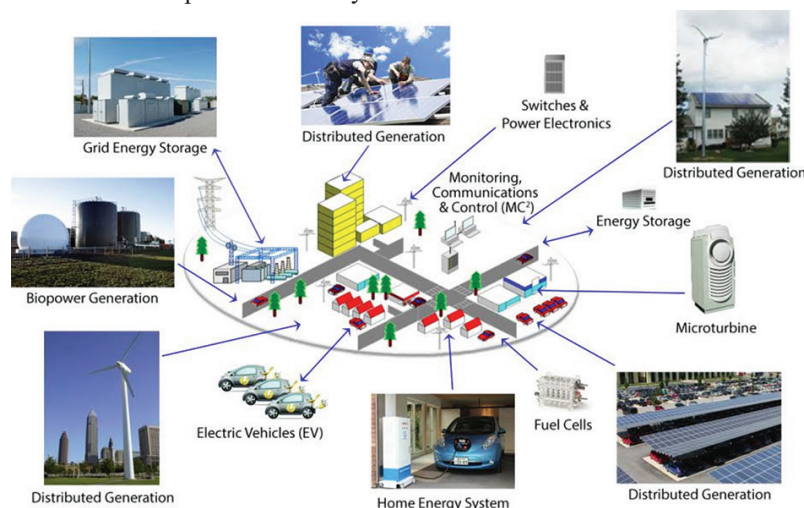 Grid Energy Storage
Distributed Generation
Switches &
Power Electronics
Distributed Generation
Monitoring,
Communications
& Control (MC²)
Energy Storage
Biopower Generation
Microturbine
Electric Vehicles (EV)
Fuel Cells
Distributed Generation
Home Energy System
Distributed Generation